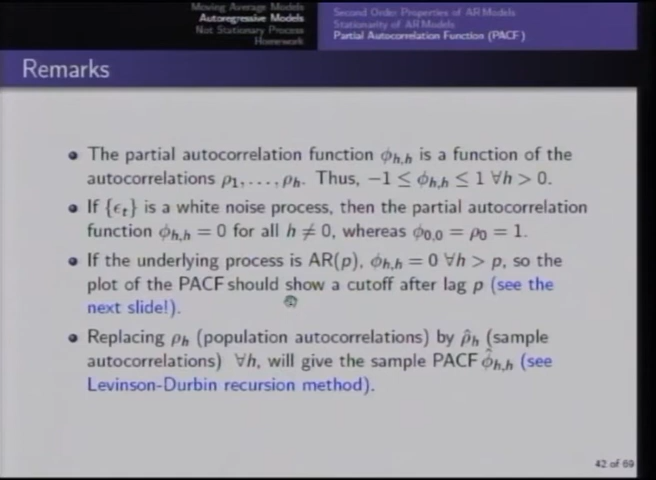 Moving Average Models
Autoregressive Models
Not Stationary Process
Homework
Second Order Properties of AR Models
Stationarity of AR Models
Partial Autocorrelation Function (PACF)
Remarks
• The partial autocorrelation function ϕh,h is a function of the
autocorrelations ρ1, . . . , ρh. Thus, −1 ≤ ϕh,h ≤ 1 ∀h > 0.
• If {ϵt} is a white noise process, then the partial autocorrelation
function ϕh,h = 0 for all h ≠ 0, whereas ϕ0,0 = ρ0 = 1.
• If the underlying process is AR(p), ϕh,h = 0 ∀h > p, so the
plot of the PACF should show a cutoff after lag p (see the
next slide!).
• Replacing ρh (population autocorrelations) by ρ̂h (sample
autocorrelations) ∀h, will give the sample PACF ϕ̂h,h (see
Levinson-Durbin recursion method).
42 of 69